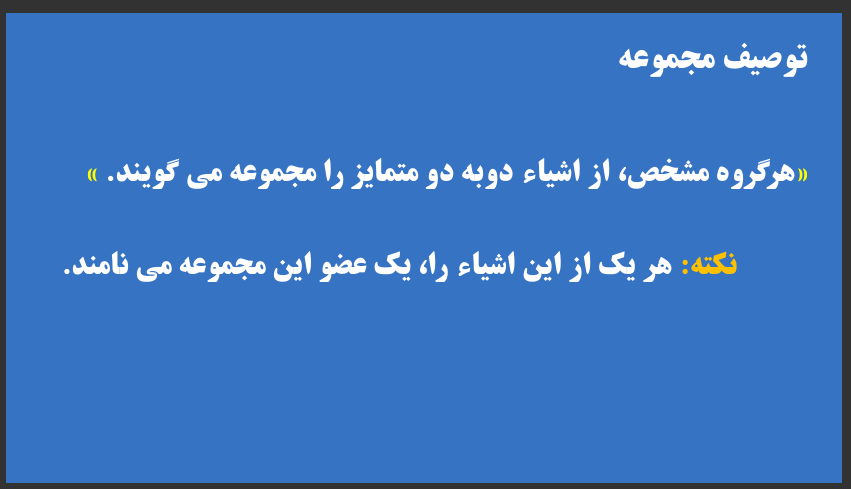 توصیف مجموعه
«هرگروه مشخص، از اشیاء دوبه دو متمایز را مجموعه می گویند. »
نکته: هر یک از این اشیاء را، یک عضو این مجموعه می نامند.